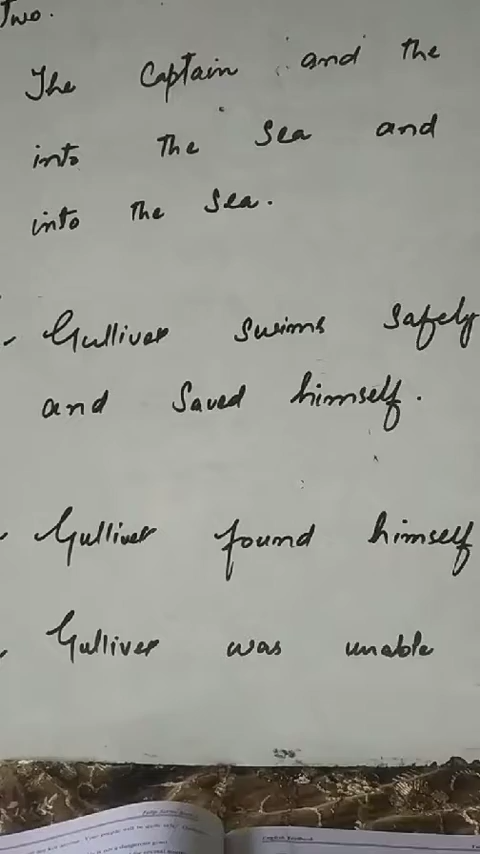 Two.
The Captain and the
into the Sea and
into the Sea.
Gulliver swims safely
and saved himself.
Gulliver found himself
Gulliver was unable